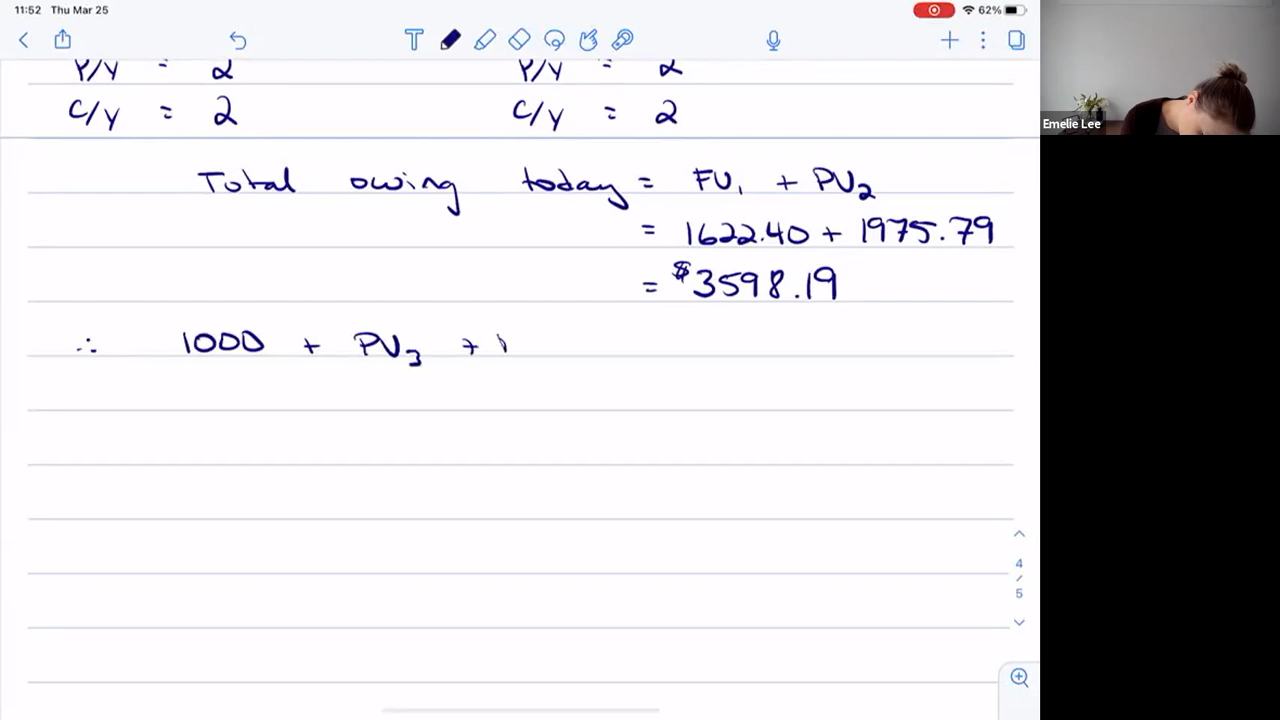 11:52 Thu Mar 25
62%
T
P/Y = 2 P/Y = 2
C/Y = 2 C/Y = 2
Emelie Lee
Total owing today = FV₁ + PV₂
= 1622.40 + 1975.79
= $3598.19
∴ 1000 + PV₃ +
4
/
5